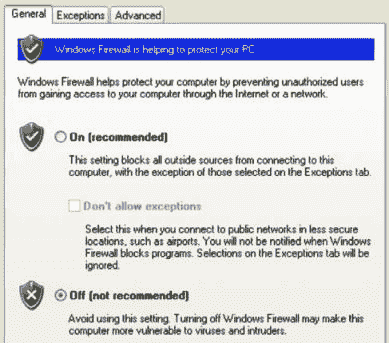 General Exceptions Advanced
Windows Firewall is helping to protect your PC
Windows Firewall helps protect your computer by preventing unauthorized users
from gaining access to your computer through the Internet or a network.
On (recommended)
This setting blocks all outside sources from connecting to this
computer, with the exception of those selected on the Exceptions tab.
Don't allow exceptions
Select this when you connect to public networks in less secure
locations, such as airports. You will not be notified when Windows
Firewall blocks programs. Selections on the Exceptions tab will be
ignored.
Off (not recommended)
Avoid using this setting. Turning off Windows Firewall may make this
computer more vulnerable to viruses and intruders.